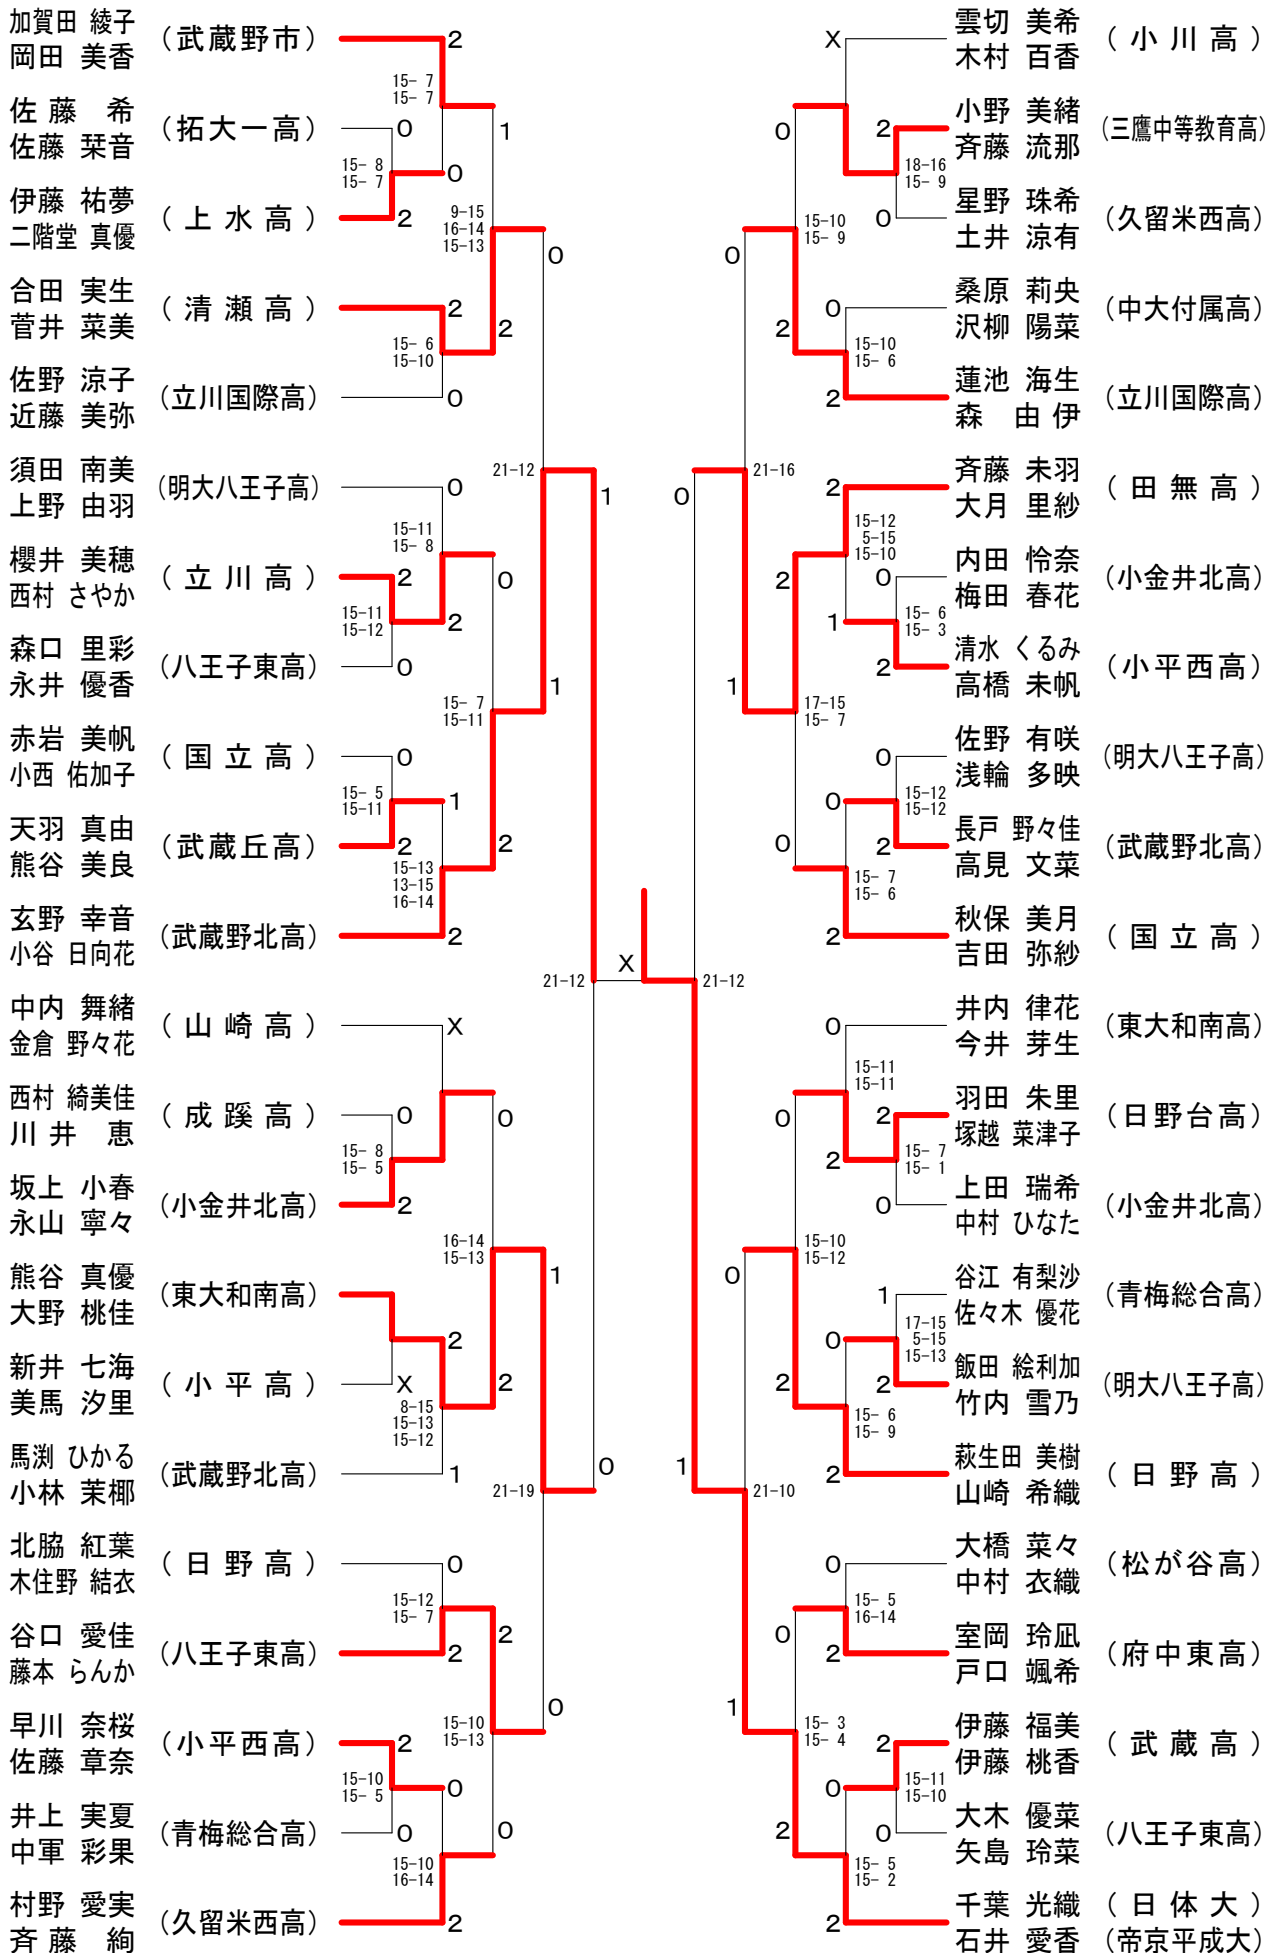 加賀田 綾子
岡田 美香
(武蔵野市)
2
15- 7
15- 7
佐藤 希
佐藤 栞音
(拓大一高)
0
1
15- 8
15- 7
0
伊藤 祐夢
二階堂 真優
(上水高)
2
9-15
16-14
15-13
0
合田 実生
菅井 菜美
(清瀬高)
2
2
15- 6
15-10
佐野 涼子
近藤 美弥
(立川国際高)
0
21-12
1
須田 南美
上野 由羽
(明大八王子高)
0
15-11
15- 8
櫻井 美穂
西村 さやか
(立川高)
2
0
15-11
15-12
2
森口 里彩
永井 優香
(八王子東高)
0
1
15- 7
15-11
赤岩 美帆
小西 佑加子
(国立高)
0
15- 5
15-11
1
天羽 真由
熊谷 美良
(武蔵丘高)
2
2
15-13
13-15
16-14
玄野 幸音
小谷 日向花
(武蔵野北高)
2
21-12
X
中内 舞緒
金倉 野々花
(山崎高)
X
西村 綺美佳
川井 恵
(成蹊高)
0
0
15- 8
15- 5
坂上 小春
永山 寧々
(小金井北高)
2
16-14
15-13
1
熊谷 真優
大野 桃佳
(東大和南高)
2
新井 七海
美馬 汐里
(小平高)
X
2
8-15
15-13
15-12
馬渕 ひかる
小林 茉椰
(武蔵野北高)
1
21-19
0
北脇 紅葉
木住野 結衣
(日野高)
0
15-12
15- 7
2
谷口 愛佳
藤本 らんか
(八王子東高)
2
0
15-10
15-13
早川 奈桜
佐藤 章奈
(小平西高)
2
15-10
15- 5
0
井上 実夏
中軍 彩果
(青梅総合高)
0
0
15-10
16-14
村野 愛実
斉藤 絢
(久留米西高)
2
雲切 美希
木村 百香
(小川高)
X
小野 美緒
斉藤 流那
(三鷹中等教育高)
2
0
18-16
15- 9
星野 珠希
土井 涼有
(久留米西高)
0
15-10
15- 9
0
桑原 莉央
沢柳 陽菜
(中大付属高)
0
2
15-10
15- 6
蓮池 海生
森 由伊
(立川国際高)
2
21-16
0
斉藤 未羽
大月 里紗
(田無高)
2
15-12
5-15
15-10
内田 怜奈
梅田 春花
(小金井北高)
0
2
15- 6
15- 3
1
清水 くるみ
高橋 未帆
(小平西高)
2
1
17-15
15- 7
佐野 有咲
浅輪 多映
(明大八王子高)
0
15-12
15-12
0
長戸 野々佳
高見 文菜
(武蔵野北高)
2
0
15- 7
15- 6
秋保 美月
吉田 弥紗
(国立高)
2
21-12
井内 律花
今井 芽生
(東大和南高)
0
15-11
15-11
羽田 朱里
塚越 菜津子
(日野台高)
2
0
15- 7
15- 1
2
上田 瑞希
中村 ひなた
(小金井北高)
0
15-10
15-12
0
谷江 有梨沙
佐々木 優花
(青梅総合高)
1
17-15
5-15
15-13
0
飯田 絵利加
竹内 雪乃
(明大八王子高)
2
2
15- 6
15- 9
萩生田 美樹
山崎 希織
(日野高)
2
21-10
1
大橋 菜々
中村 衣織
(松が谷高)
0
15- 5
16-14
0
室岡 玲凪
戸口 颯希
(府中東高)
2
1
15- 3
15- 4
伊藤 福美
伊藤 桃香
(武蔵高)
2
15-11
15-10
0
大木 優菜
矢島 玲菜
(八王子東高)
0
2
15- 5
15- 2
千葉 光織
(日体大)
石井 愛香
(帝京平成大)
2